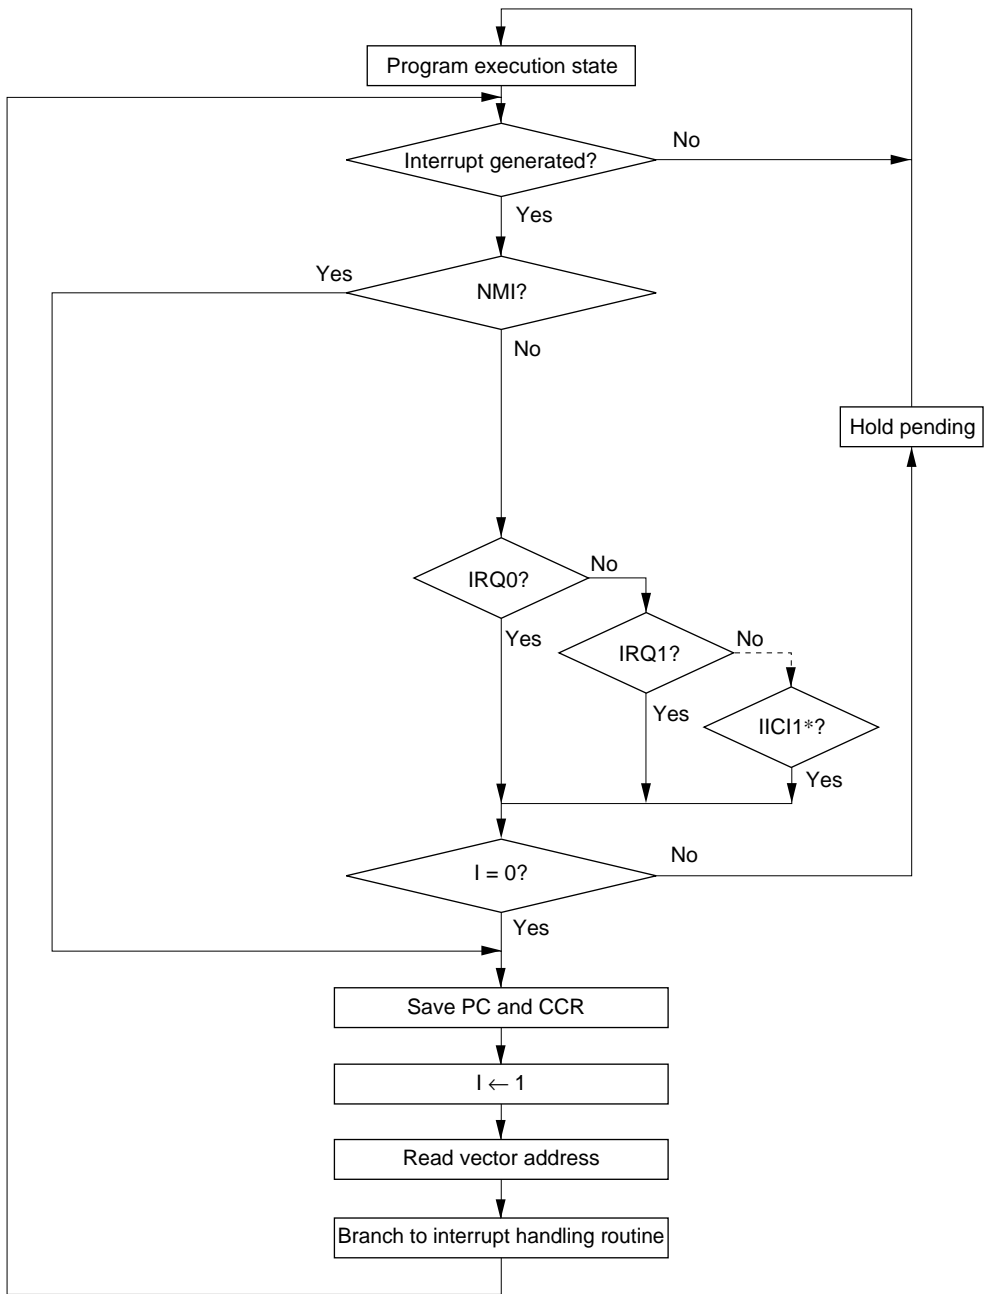 Program execution state
Interrupt generated?
No
Yes
Yes
NMI?
No
Hold pending
IRQ0?
No
Yes
IRQ1?
No
Yes
IICI1*?
Yes
I = 0?
No
Yes
Save PC and CCR
I ← 1
Read vector address
Branch to interrupt handling routine